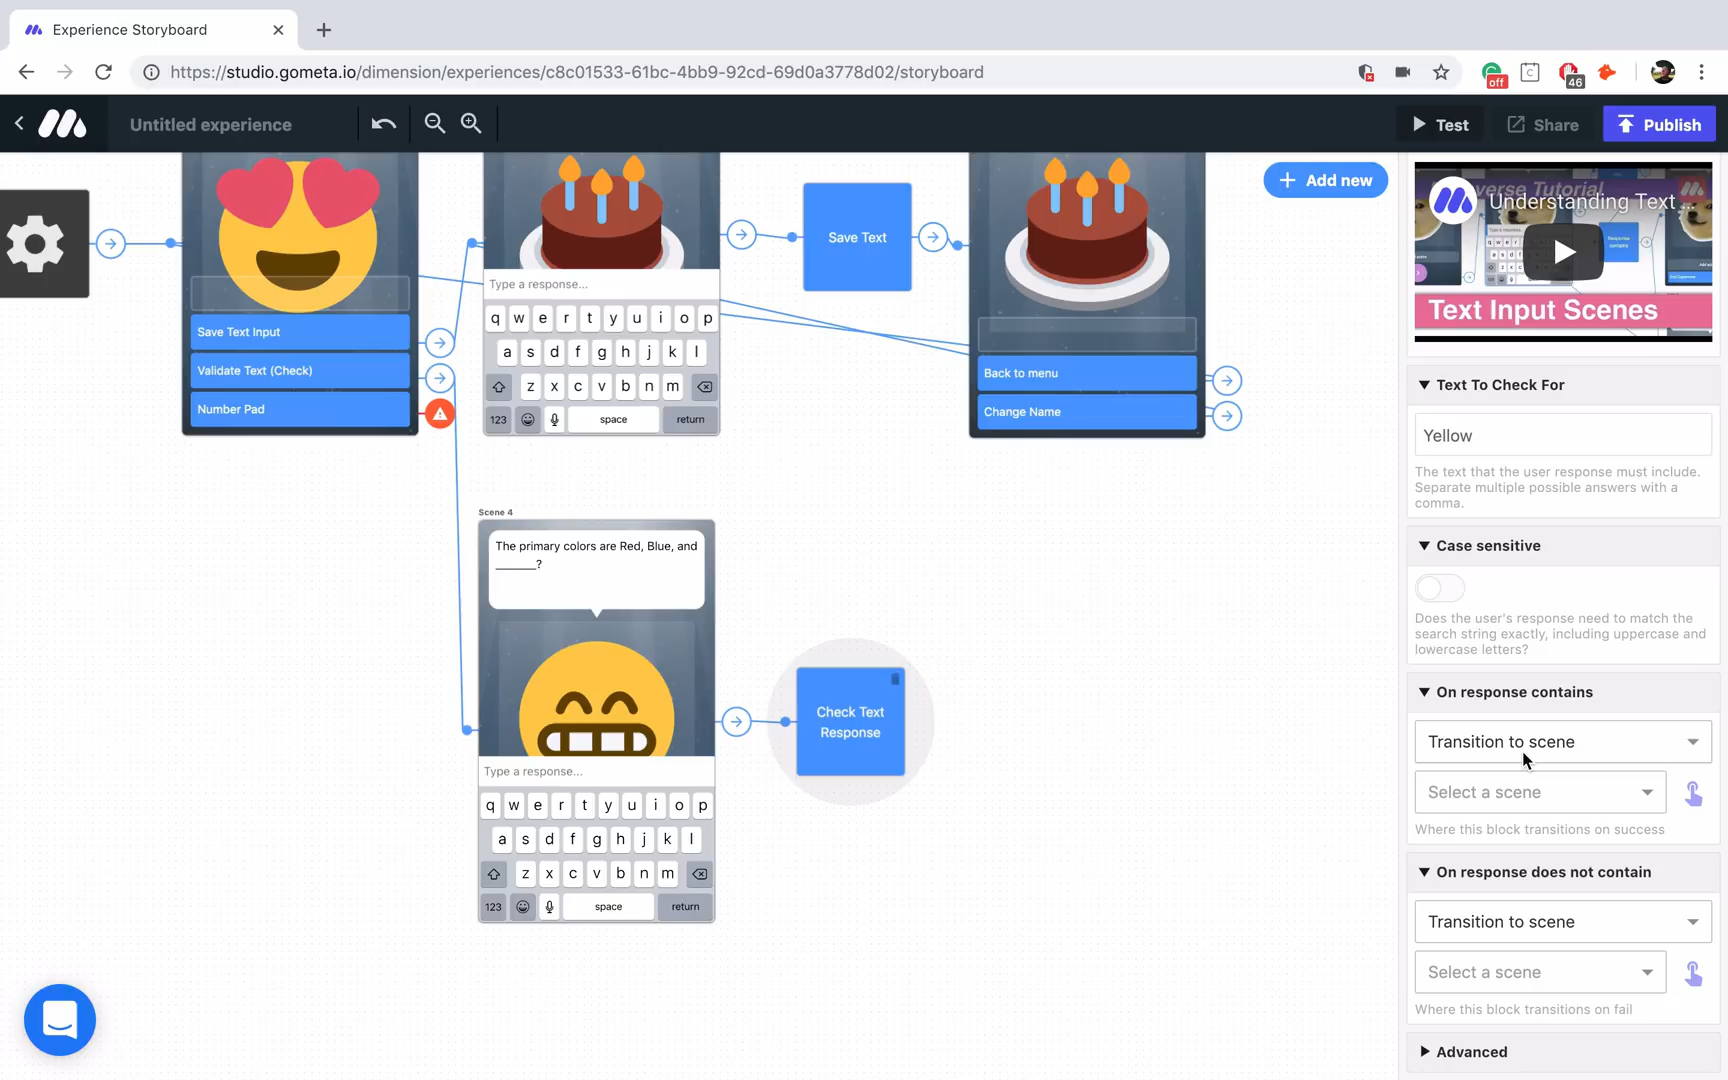 Experience Storyboard
https://studio.gometa.io/dimension/experiences/c8c01533-61bc-4bb9-92cd-69d0a3778d02/storyboard
off
C
46
Untitled experience
Test
Share
Publish
Add new
Save Text Input
Validate Text (Check)
Number Pad
Type a response...
q w e r t y u i o p
a s d f g h j k l
z x c v b n m
123 space return
Save Text
Back to menu
Change Name
Scene 4
The primary colors are Red, Blue, and
_______?
Type a response...
q w e r t y u i o p
a s d f g h j k l
z x c v b n m
123 space return
Check Text
Response
Understanding Text ...
Text Input Scenes
Text To Check For
Yellow
The text that the user response must include.
Separate multiple possible answers with a
comma.
Case sensitive
Does the user's response need to match the
search string exactly, including uppercase and
lowercase letters?
On response contains
Transition to scene
Select a scene
Where this block transitions on success
On response does not contain
Transition to scene
Select a scene
Where this block transitions on fail
Advanced